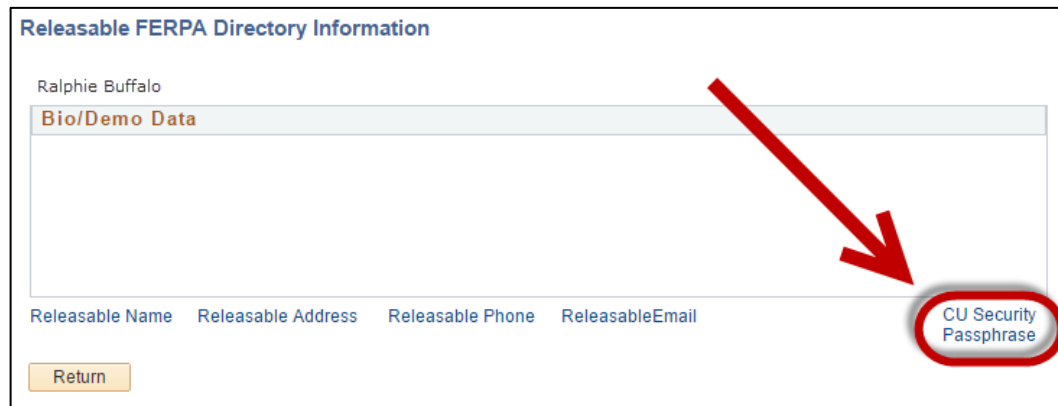 Releasable FERPA Directory Information
Ralphie Buffalo
Bio/Demo Data
Releasable Name Releasable Address Releasable Phone ReleasableEmail
CU Security
Passphrase
Return